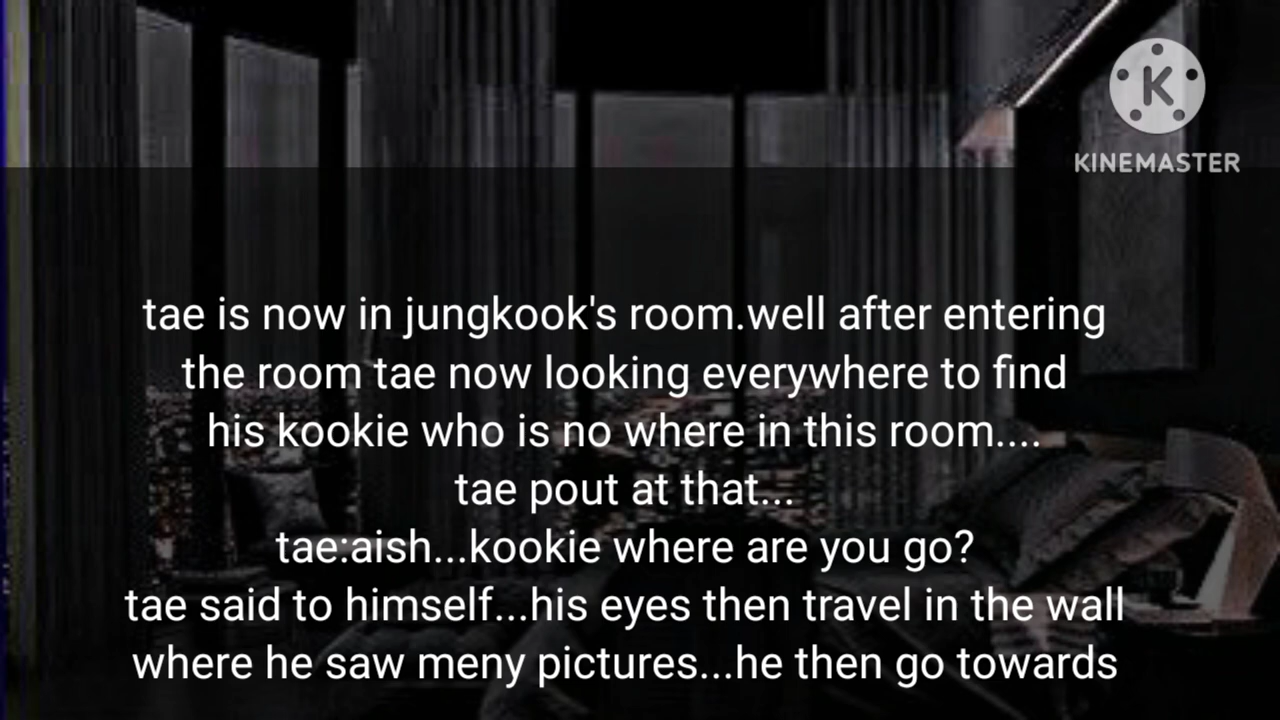 KINEMASTER
tae is now in jungkook's room.well after entering
the room tae now looking everywhere to find
his kookie who is no where in this room....
tae pout at that...
tae:aish...kookie where are you go?
tae said to himself...his eyes then travel in the wall
where he saw meny pictures...he then go towards